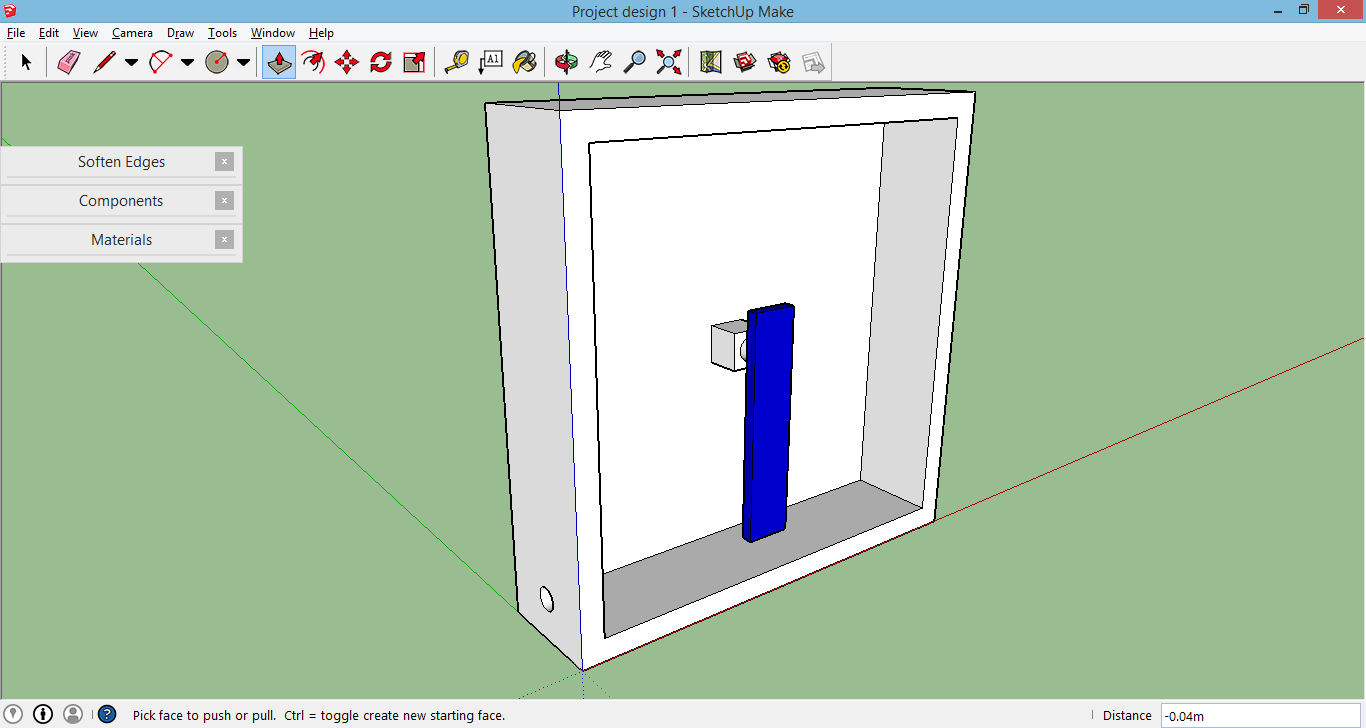 Project design 1 - SketchUp Make
File Edit View Camera Draw Tools Window Help
A1
Soften Edges
Components
Materials
Pick face to push or pull. Ctrl = toggle create new starting face.
Distance -0.04m